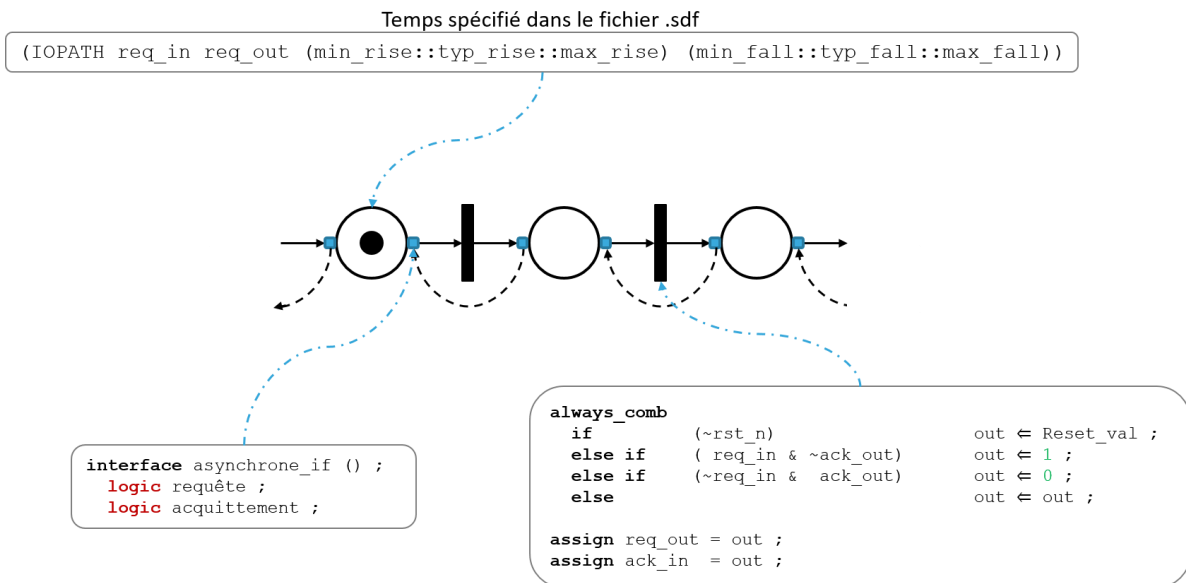 Temps spécifié dans le fichier .sdf
(IOPATH req_in req_out (min_rise::typ_rise::max_rise) (min_fall::typ_fall::max_fall))
interface asynchrone_if () ;
logic requête ;
logic acquittement ;
always_comb
if (~rst_n) out ⇐ Reset_val ;
else if ( req_in & ~ack_out) out ⇐ 1 ;
else if (~req_in & ack_out) out ⇐ 0 ;
else out ⇐ out ;
assign req_out = out ;
assign ack_in = out ;